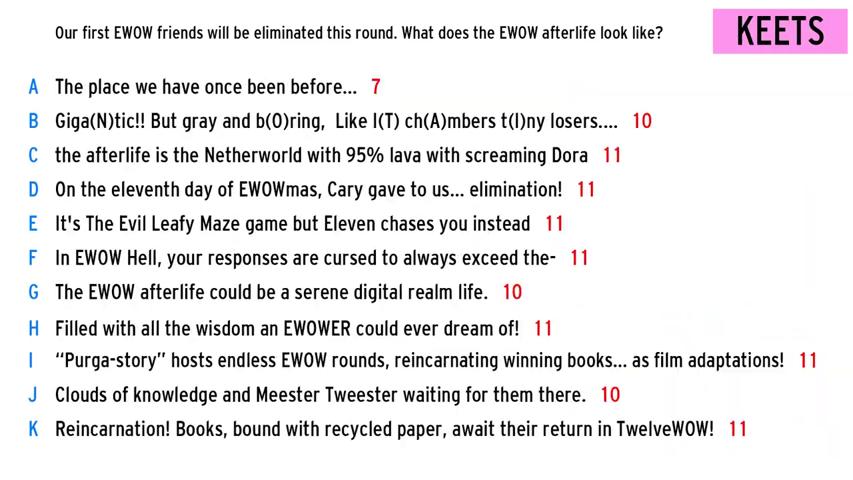 Our first EWOW friends will be eliminated this round. What does the EWOW afterlife look like?
KEETS
A The place we have once been before... 7
B Giga(N)tic!! But gray and b(O)ring, Like I(T) ch(A)mbers t(I)ny losers.... 10
C the afterlife is the Netherworld with 95% lava with screaming Dora 11
D On the eleventh day of EWOWmas, Cary gave to us... elimination! 11
E It's The Evil Leafy Maze game but Eleven chases you instead 11
F In EWOW Hell, your responses are cursed to always exceed the- 11
G The EWOW afterlife could be a serene digital realm life. 10
H Filled with all the wisdom an EWOWER could ever dream of! 11
I “Purga-story” hosts endless EWOW rounds, reincarnating winning books... as film adaptations! 11
J Clouds of knowledge and Meester Tweester waiting for them there. 10
K Reincarnation! Books, bound with recycled paper, await their return in TwelveWOW! 11